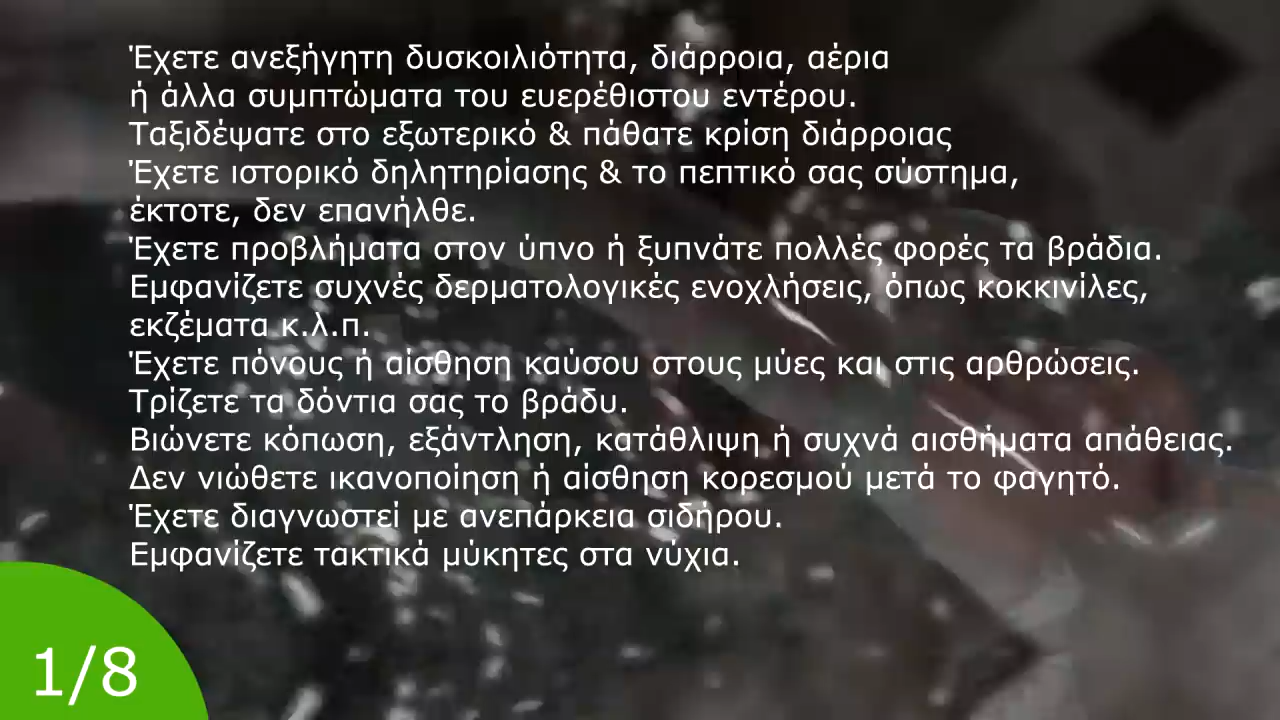 Έχετε ανεξήγητη δυσκοιλιότητα, διάρροια, αέρια
ή άλλα συμπτώματα του ευερέθιστου εντέρου.
Ταξιδέψατε στο εξωτερικό & πάθατε κρίση διάρροιας
Έχετε ιστορικό δηλητηρίασης & το πεπτικό σας σύστημα,
έκτοτε, δεν επανήλθε.
Έχετε προβλήματα στον ύπνο ή ξυπνάτε πολλές φορές τα βράδια.
Εμφανίζετε συχνές δερματολογικές ενοχλήσεις, όπως κοκκινίλες,
εκζέματα κ.λ.π.
Έχετε πόνους ή αίσθηση καύσου στους μύες και στις αρθρώσεις.
Τρίζετε τα δόντια σας το βράδυ.
Βιώνετε κόπωση, εξάντληση, κατάθλιψη ή συχνά αισθήματα απάθειας.
Δεν νιώθετε ικανοποίηση ή αίσθηση κορεσμού μετά το φαγητό.
Έχετε διαγνωστεί με ανεπάρκεια σιδήρου.
Εμφανίζετε τακτικά μύκητες στα νύχια.
1/8